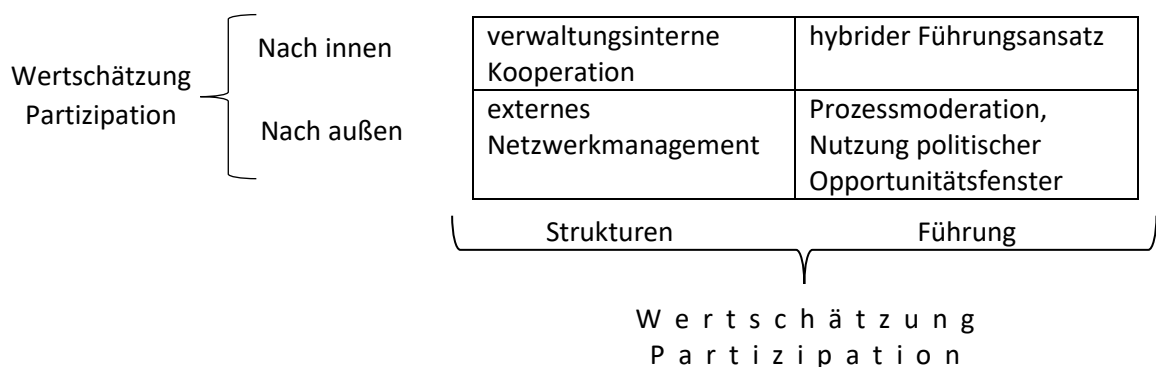 Wertschätzung
Partizipation
Nach innen
Nach außen
verwaltungsinterne
Kooperation
hybrider Führungsansatz
externes
Netzwerkmanagement
Prozessmoderation,
Nutzung politischer
Opportunitätsfenster
Strukturen
Führung
W e r t s c h ä t z u n g
P a r t i z i p a t i o n